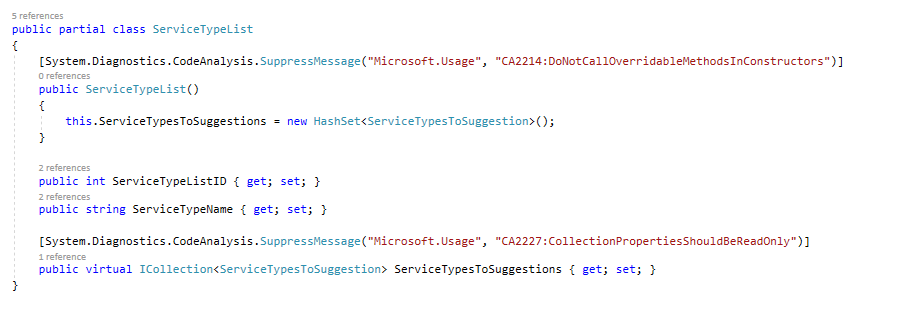 5 references
public partial class ServiceTypeList
{
[System.Diagnostics.CodeAnalysis.SuppressMessage("Microsoft.Usage", "CA2214:DoNotCallOverridableMethodsInConstructors")]
0 references
public ServiceTypeList()
{
this.ServiceTypesToSuggestions = new HashSet<ServiceTypesToSuggestion>();
}
2 references
public int ServiceTypeListID { get; set; }
2 references
public string ServiceTypeName { get; set; }
[System.Diagnostics.CodeAnalysis.SuppressMessage("Microsoft.Usage", "CA2227:CollectionPropertiesShouldBeReadOnly")]
1 reference
public virtual ICollection<ServiceTypesToSuggestion> ServiceTypesToSuggestions { get; set; }
}